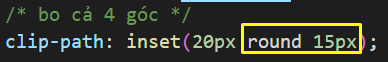 /* bo cả 4 góc */
clip-path: inset(20px round 15px);